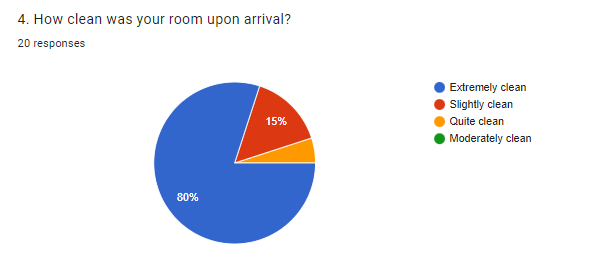 4. How clean was your room upon arrival?
20 responses
Extremely clean
Slightly clean
Quite clean
Moderately clean
15%
80%